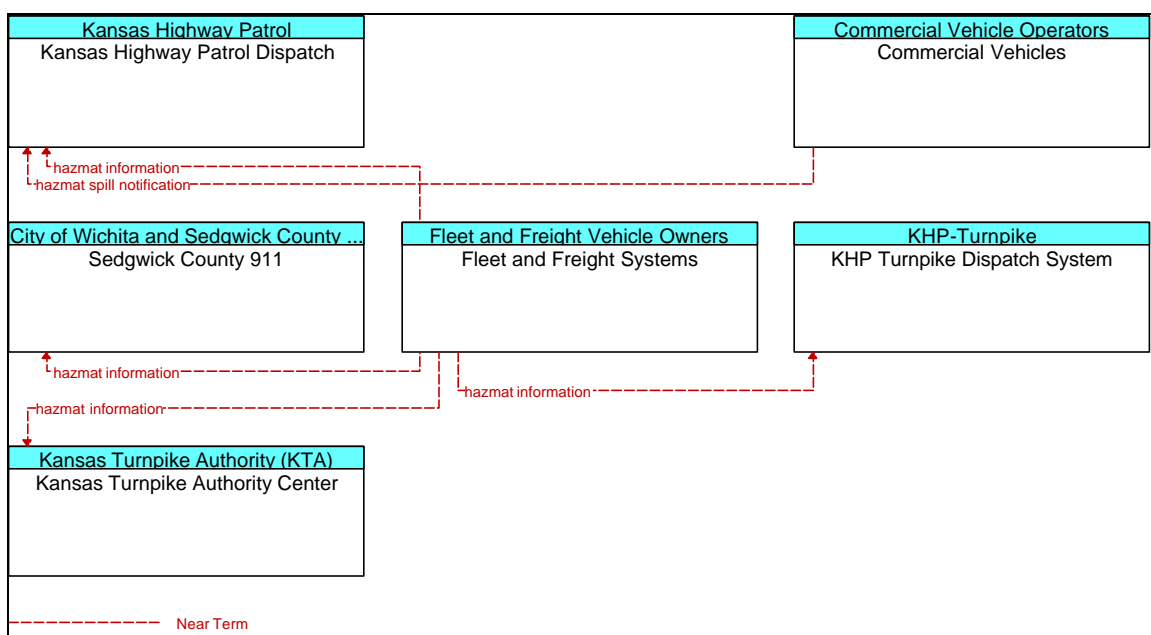 Kansas Highway Patrol
Kansas Highway Patrol Dispatch
Commercial Vehicle Operators
Commercial Vehicles
hazmat information
hazmat spill notification
City of Wichita and Sedgwick County ...
Sedgwick County 911
Fleet and Freight Vehicle Owners
Fleet and Freight Systems
KHP-Turnpike
KHP Turnpike Dispatch System
hazmat information
hazmat information
hazmat information
Kansas Turnpike Authority (KTA)
Kansas Turnpike Authority Center
Near Term